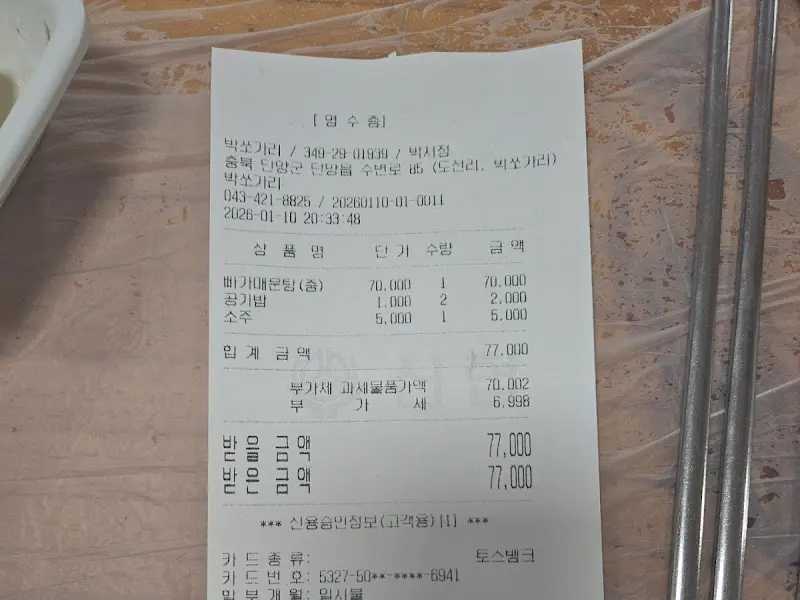 [영 수 증]
박쏘가리 / 349-29-01939 / 박시점
충북 단양군 단양읍 수변로 85 (도전리, 박쏘가리)
박쏘가리
043-421-8825 / 20260110-01-0011
2026-01-10 20:33:48
상 품 명 단 가 수량 금 액
빠가매운탕(중) 70,000 1 70,000
공기밥 1,000 2 2,000
소주 5,000 1 5,000
합 계 금 액 77,000
부가세 과세물품가액 70,002
부 가 세 6,998
받 을 금 액 77,000
받 은 금 액 77,000
*** 신용승인정보(고객용)[1] ***
카 드 종 류: 토스뱅크
카 드 번 호: 5327-50**-****-6941
할 부 개 월: 일시불